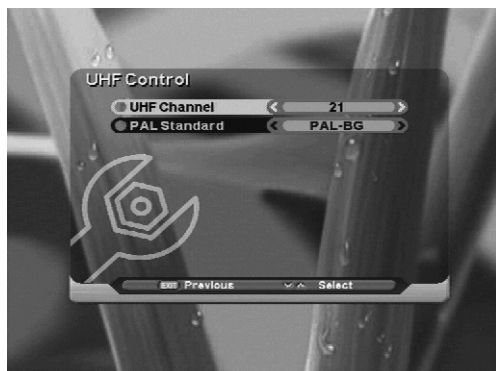 UHF Control
UHF Channel 21
PAL Standard PAL-BG
EXIT Previous Select